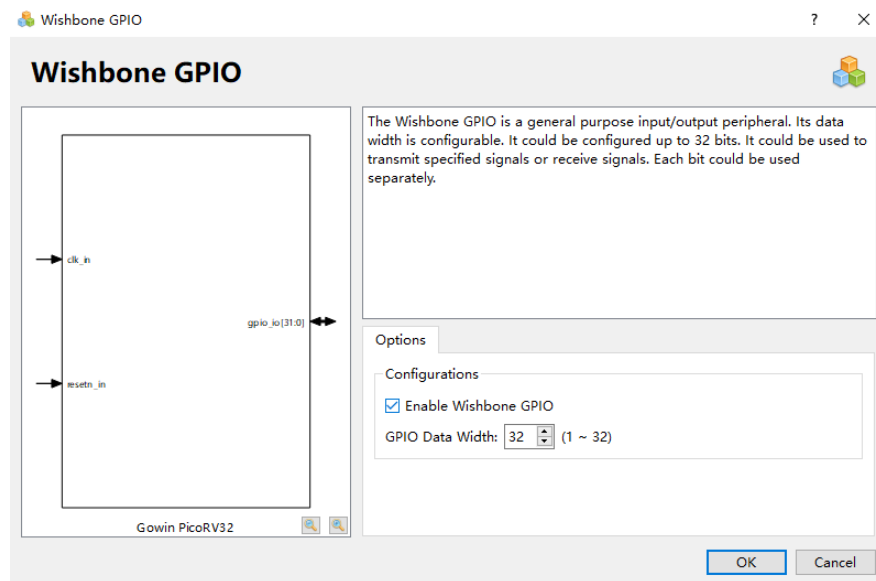 Wishbone GPIO
?
Wishbone GPIO
clk_in
gpio_io[31:0]
resetn_in
Gowin PicoRV32
The Wishbone GPIO is a general purpose input/output peripheral. Its data
width is configurable. It could be configured up to 32 bits. It could be used to
transmit specified signals or receive signals. Each bit could be used
separately.
Options
Configurations
Enable Wishbone GPIO
GPIO Data Width: 32 (1 ~ 32)
OK Cancel